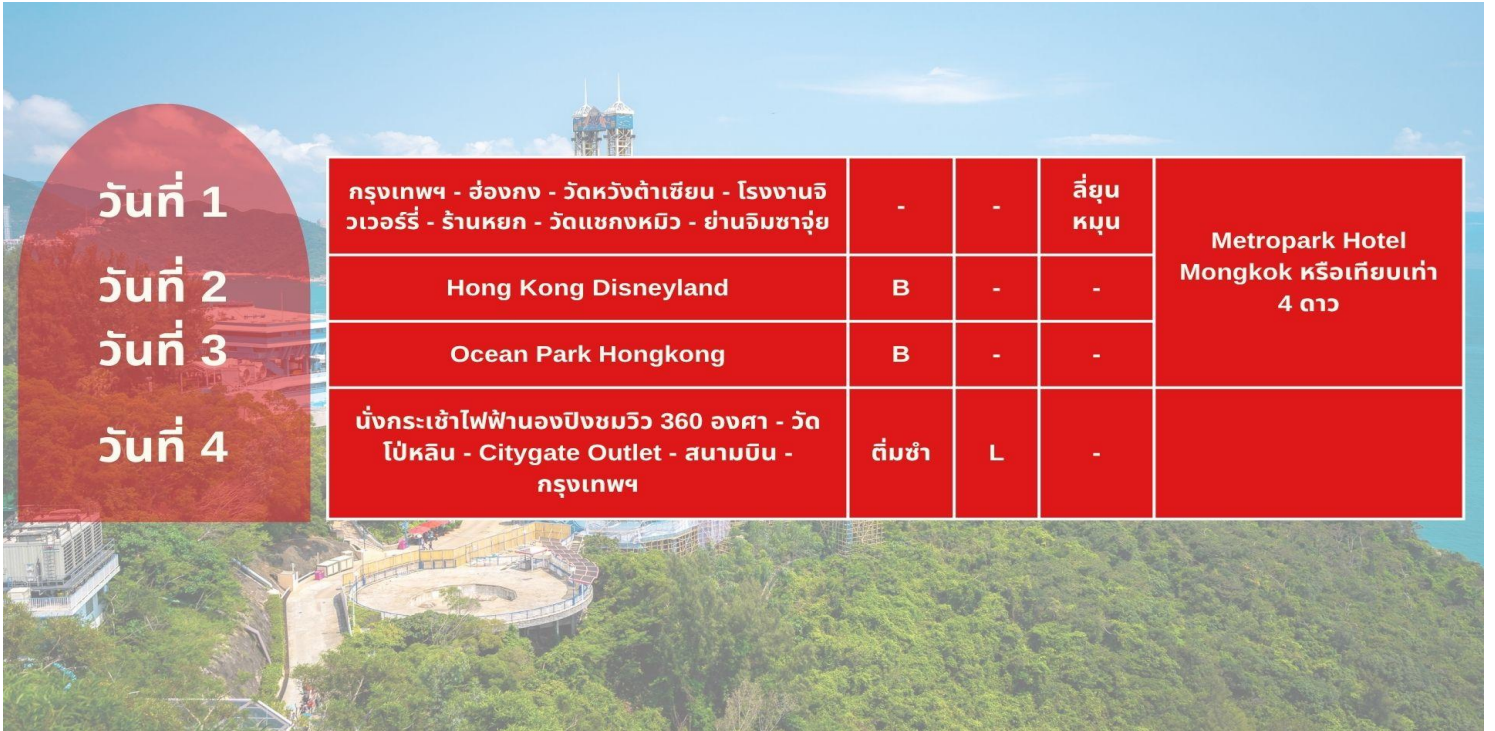 วันที่ 1
กรุงเทพฯ - ฮ่องกง - วัดหวังต้าเซียน - โรงงานจิ
วเวอร์รี่ - ร้านหยก - วัดแชกงหมิว - ย่านจิมซาจุ่ย
-
-
ลี่ยุน
หมุน
Metropark Hotel
Mongkok หรือเทียบเท่า
4 ดาว
วันที่ 2
Hong Kong Disneyland
B
-
-
วันที่ 3
Ocean Park Hongkong
B
-
-
วันที่ 4
นั่งกระเช้าไฟฟ้านองปิงชมวิว 360 องศา - วัด
โป่หลิน - Citygate Outlet - สนามบิน -
กรุงเทพฯ
ติ่มซำ
L
-